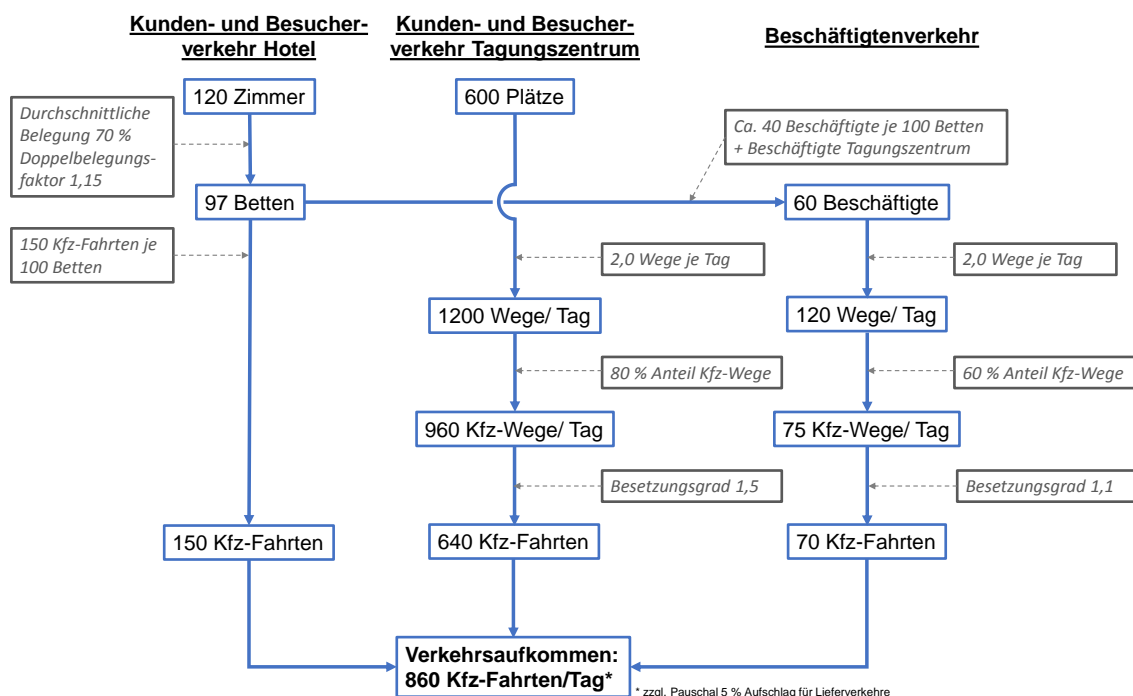 Kunden- und Besucher-
verkehr Hotel
Kunden- und Besucher-
verkehr Tagungszentrum
Beschäftigtenverkehr
120 Zimmer
600 Plätze
Durchschnittliche
Belegung 70 %
Doppelbelegungs-
faktor 1,15
Ca. 40 Beschäftigte je 100 Betten
+ Beschäftigte Tagungszentrum
97 Betten
60 Beschäftigte
150 Kfz-Fahrten je
100 Betten
2,0 Wege je Tag
2,0 Wege je Tag
1200 Wege/ Tag
120 Wege/ Tag
80 % Anteil Kfz-Wege
60 % Anteil Kfz-Wege
960 Kfz-Wege/ Tag
75 Kfz-Wege/ Tag
Besetzungsgrad 1,5
Besetzungsgrad 1,1
150 Kfz-Fahrten
640 Kfz-Fahrten
70 Kfz-Fahrten
Verkehrsaufkommen:
860 Kfz-Fahrten/Tag*
* zzgl. Pauschal 5 % Aufschlag für Lieferverkehre